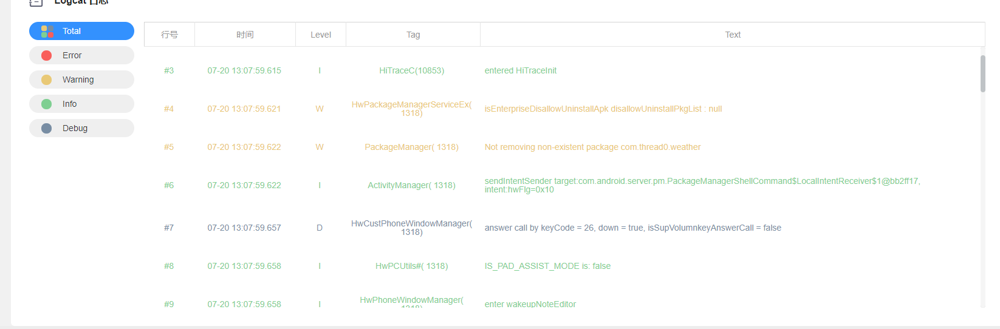 Logcat 日志
Total
Error
Warning
Info
Debug
行号 时间 Level Tag Text
#3 07-20 13:07:59.615 I HiTraceC(10853) entered HiTraceInit
#4 07-20 13:07:59.621 W HwPackageManagerServiceEx(
1318) isEnterpriseDisallowUninstallApk disallowUninstallPkgList : null
#5 07-20 13:07:59.622 W PackageManager( 1318) Not removing non-existent package com.thread0.weather
#6 07-20 13:07:59.622 I ActivityManager( 1318) sendIntentSender target:com.android.server.pm.PackageManagerShellCommand$LocalIntentReceiver$1@bb2ff17,
intent:hwFlg=0x10
#7 07-20 13:07:59.657 D HwCustPhoneWindowManager(
1318) answer call by keyCode = 26, down = true, isSupVolumnkeyAnswerCall = false
#8 07-20 13:07:59.658 I HwPCUtils#( 1318) IS_PAD_ASSIST_MODE is: false
#9 07-20 13:07:59.658 I HwPhoneWindowManager(
1318) enter wakeupNoteEditor